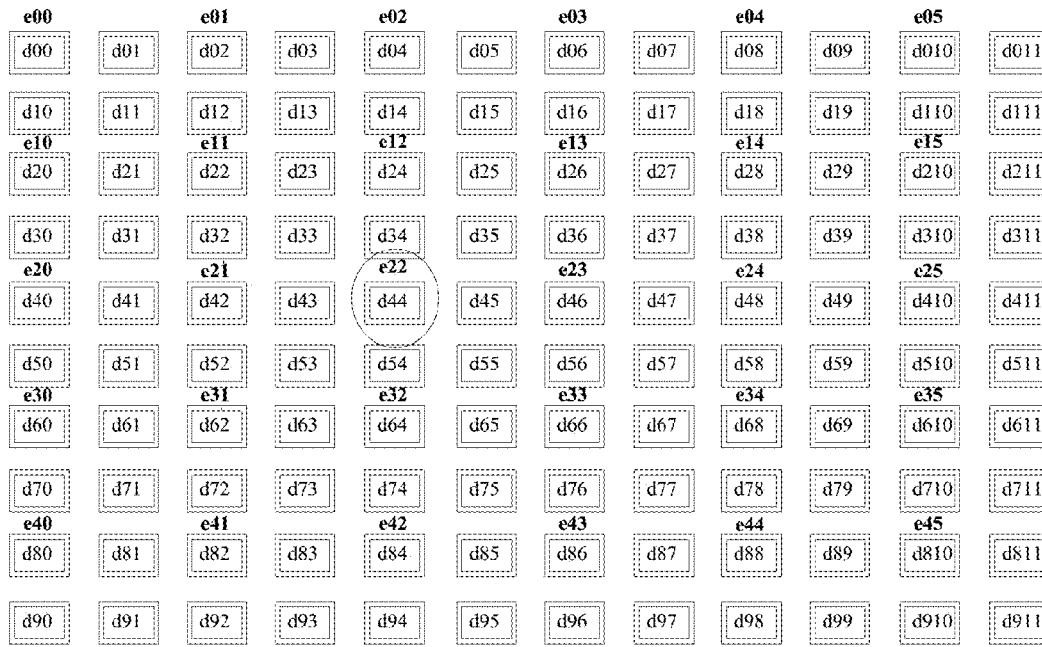 e00 e01 e02 e03 e04 e05
d00 d01 d02 d03 d04 d05 d06 d07 d08 d09 d010 d011
d10 d11 d12 d13 d14 d15 d16 d17 d18 d19 d110 d111
e10 e11 e12 e13 e14 e15
d20 d21 d22 d23 d24 d25 d26 d27 d28 d29 d210 d211
d30 d31 d32 d33 d34 d35 d36 d37 d38 d39 d310 d311
e20 e21 e22 e23 e24 e25
d40 d41 d42 d43 d44 d45 d46 d47 d48 d49 d410 d411
d50 d51 d52 d53 d54 d55 d56 d57 d58 d59 d510 d511
e30 e31 e32 e33 e34 e35
d60 d61 d62 d63 d64 d65 d66 d67 d68 d69 d610 d611
d70 d71 d72 d73 d74 d75 d76 d77 d78 d79 d710 d711
e40 e41 e42 e43 e44 e45
d80 d81 d82 d83 d84 d85 d86 d87 d88 d89 d810 d811
d90 d91 d92 d93 d94 d95 d96 d97 d98 d99 d910 d911